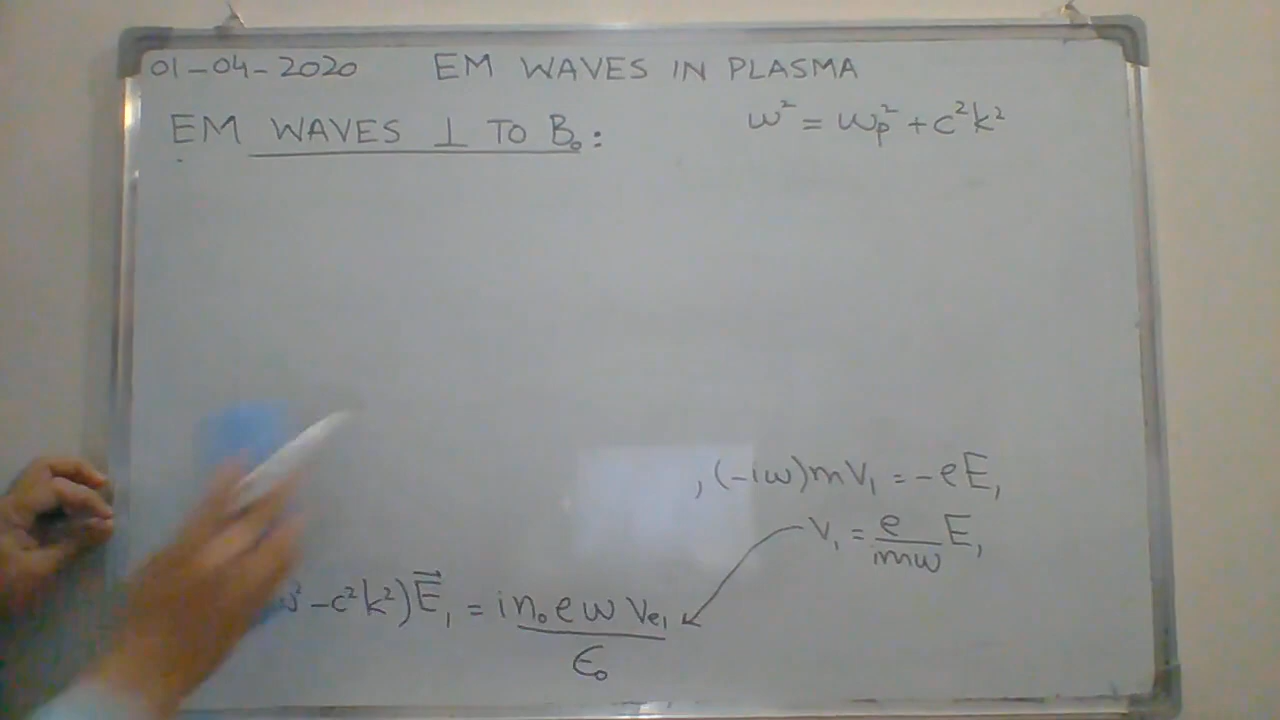 01-04-2020 EM WAVES IN PLASMA
EM WAVES ⊥ TO B₀:
ω² = ωₚ² + c²k²
, (-iω)mV₁ = -eE₁
V₁ = e/mω E₁
- c²k²)E⃗₁ = in₀eωVₑ₁/ϵ₀